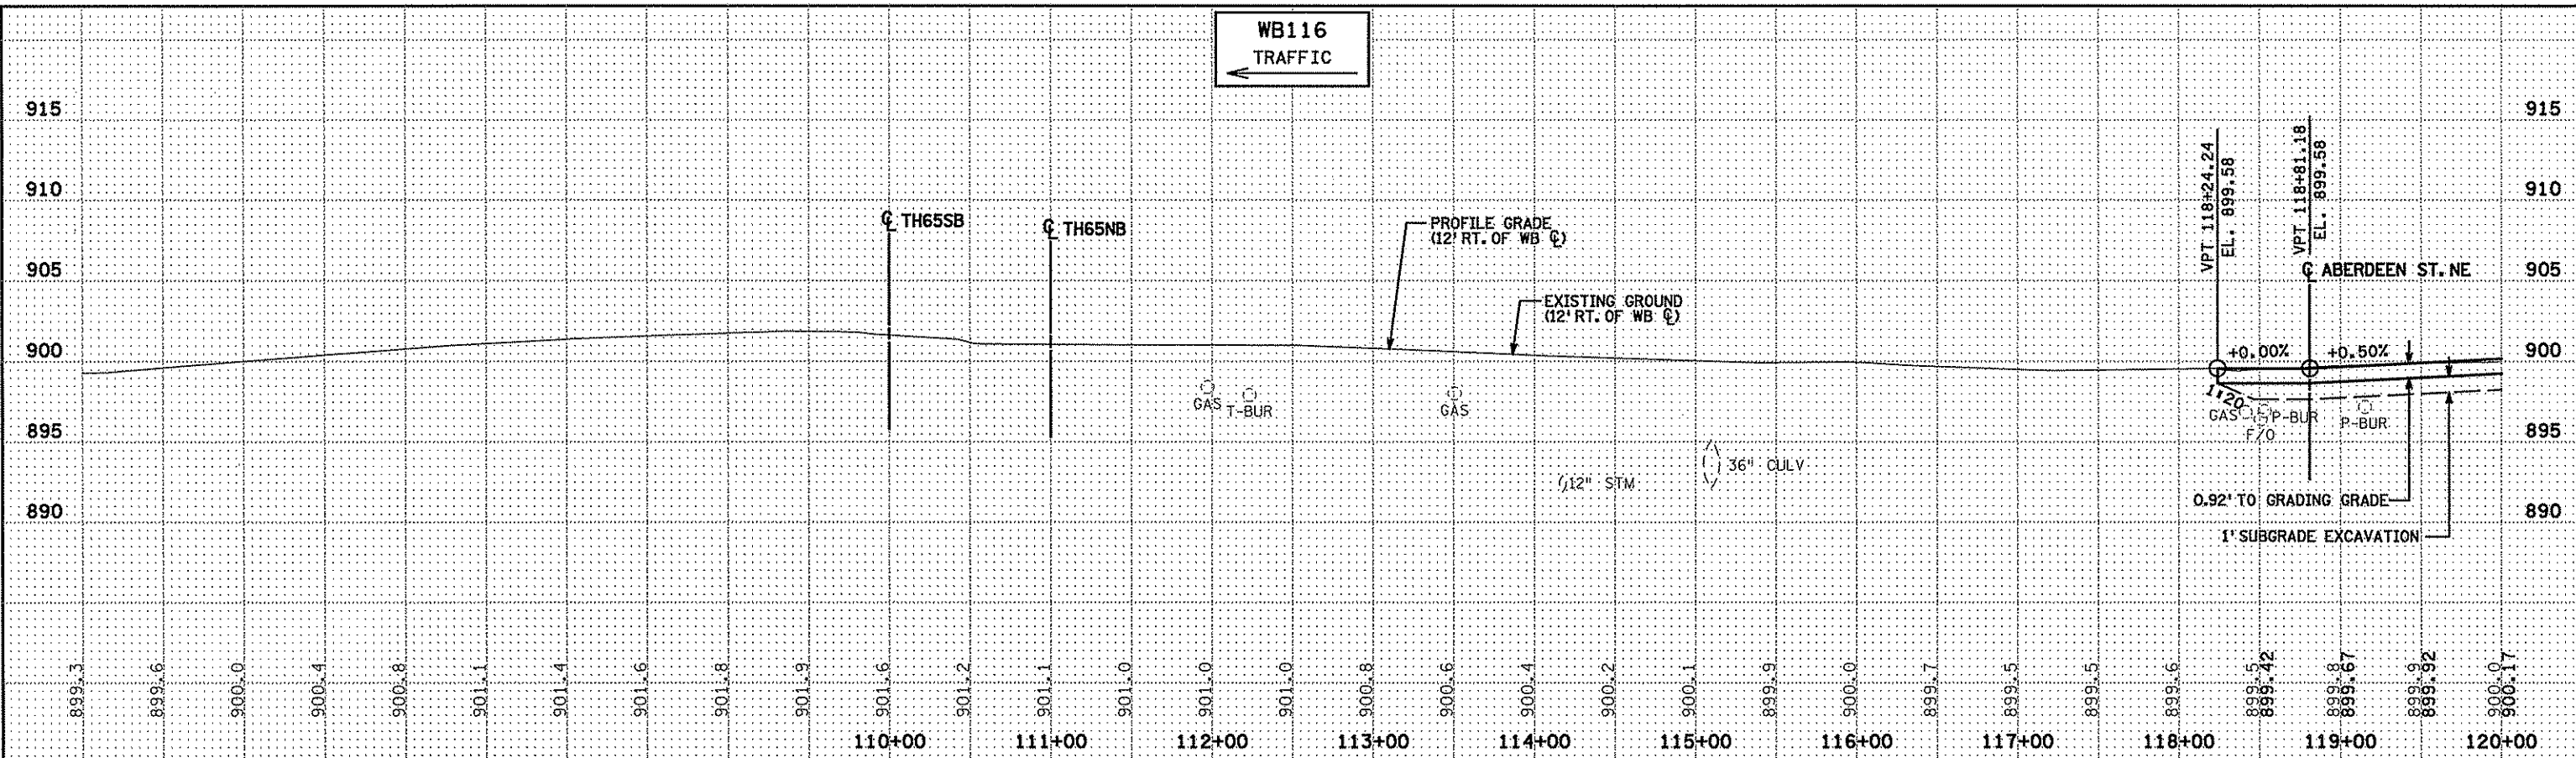 WB116
TRAFFIC
915
915
910
910
905
905
900
900
895
895
890
890
℄ TH65SB
℄ TH65NB
PROFILE GRADE
(12' RT. OF WB ℄)
EXISTING GROUND
(12' RT. OF WB ℄)
VPT 118+24.24
EL. 899.58
VPT 118+81.18
EL. 899.58
℄ ABERDEEN ST. NE
+0.00%
+0.50%
1:20
GAS
T-BUR
GAS
GAS
P-BUR
F/O
P-BUR
12" STM
36" CULV
0.92' TO GRADING GRADE
1' SUBGRADE EXCAVATION
899.3
899.6
900.0
900.4
900.8
901.1
901.4
901.6
901.8
901.9
901.6
901.2
901.1
901.0
901.0
901.0
900.8
900.6
900.4
900.2
900.1
899.9
900.0
899.7
899.5
899.5
899.6
899.5
899.42
899.8
899.67
899.9
899.92
900.0
900.17
110+00
111+00
112+00
113+00
114+00
115+00
116+00
117+00
118+00
119+00
120+00